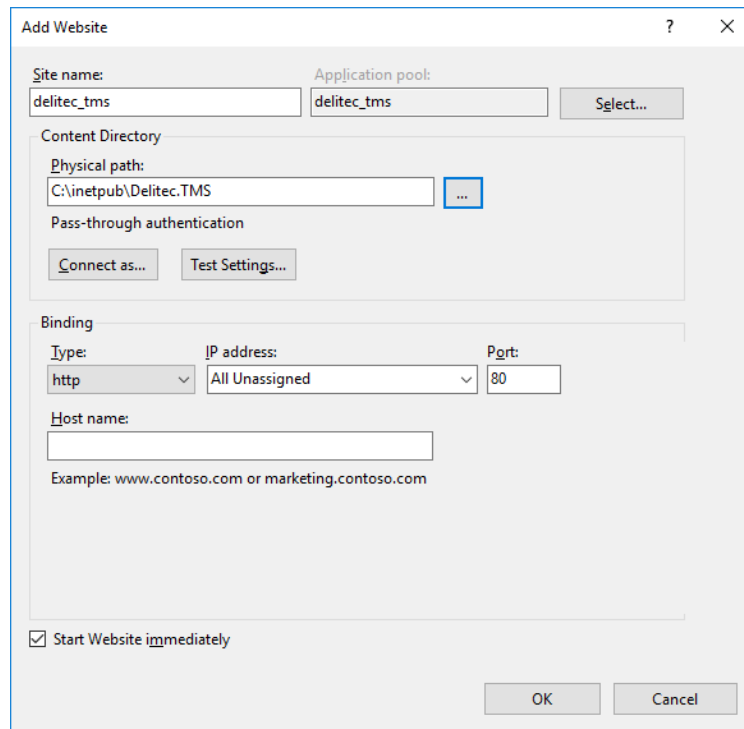 Add Website
Site name:
Application pool:
delitec_tms
delitec_tms
Select...
Content Directory
Physical path:
C:\inetpub\Delitec.TMS
...
Pass-through authentication
Connect as...
Test Settings...
Binding
Type:
IP address:
Port:
http
All Unassigned
80
Host name:
Example: www.contoso.com or marketing.contoso.com
Start Website immediately
OK
Cancel